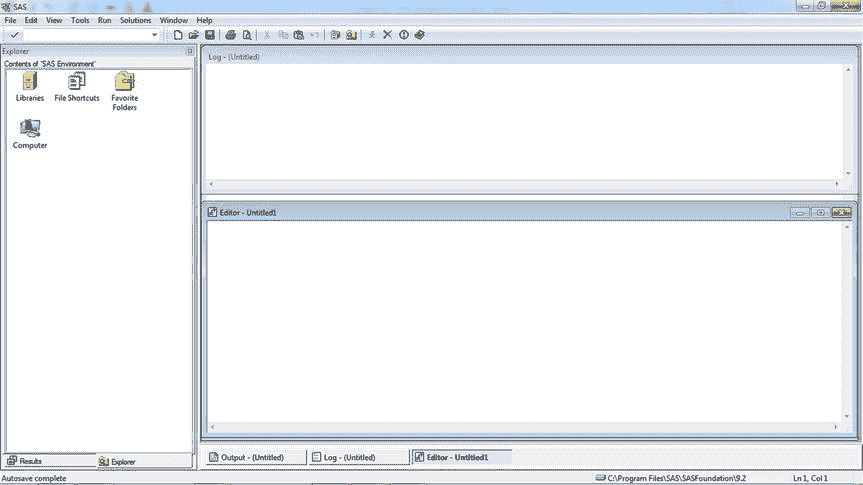 SAS
File Edit View Tools Run Solutions Window Help
Explorer
Contents of 'SAS Environment'
Libraries File Shortcuts Favorite Folders
Computer
Log - (Untitled)
Editor - Untitled1
Results Explorer
Output - (Untitled) Log - (Untitled) Editor - Untitled1
Autosave complete C:\Program Files\SAS\SASFoundation\9.2 Ln 1, Col 1